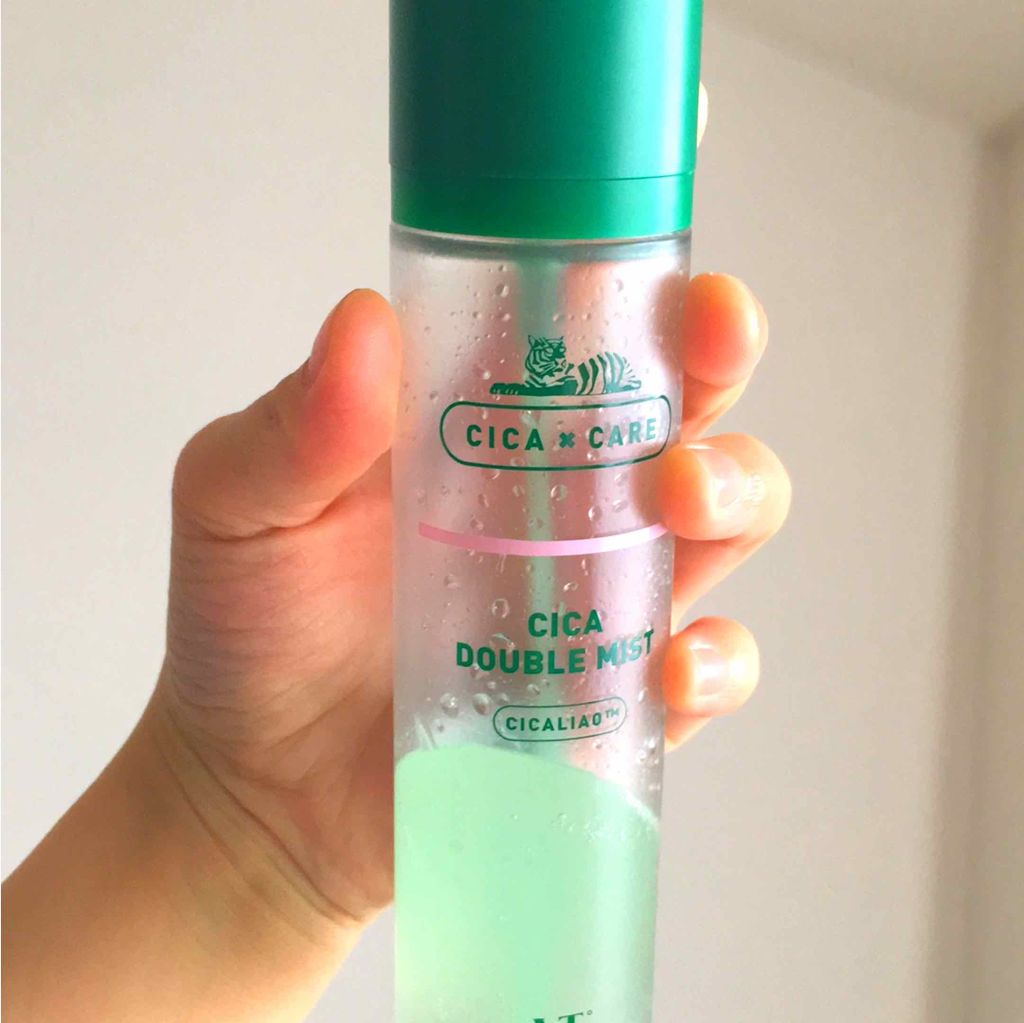 CICA × CARE
CICA
DOUBLE MIST
CICALIAO™